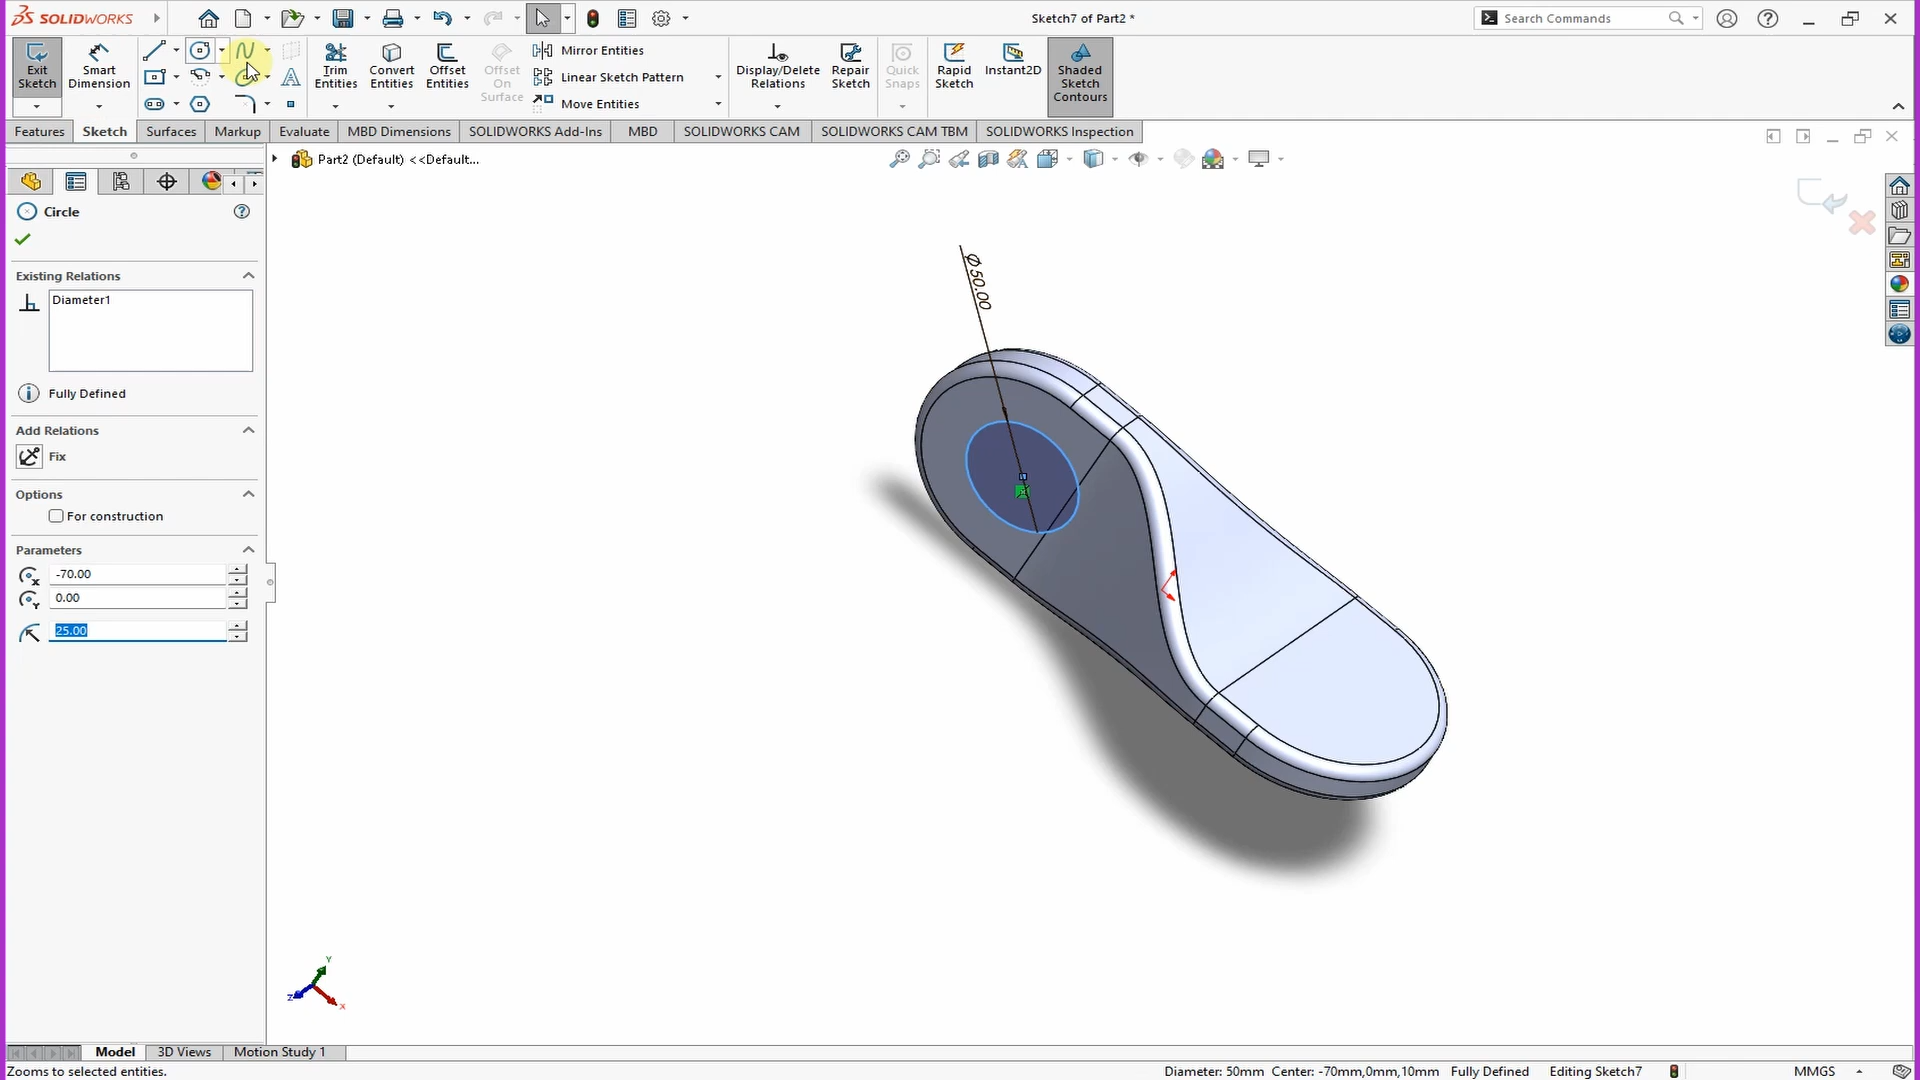 SOLIDWORKS
Sketch7 of Part2 *
Search Commands
Exit Sketch
Smart Dimension
Trim Entities
Convert Entities
Offset Entities
Offset On Surface
Mirror Entities
Linear Sketch Pattern
Move Entities
Display/Delete Relations
Repair Sketch
Quick Snaps
Rapid Sketch
Instant2D
Shaded Sketch Contours
Features
Sketch
Surfaces
Markup
Evaluate
MBD Dimensions
SOLIDWORKS Add-Ins
MBD
SOLIDWORKS CAM
SOLIDWORKS CAM TBM
SOLIDWORKS Inspection
Part2 (Default) <<Default...
Circle
Existing Relations
Diameter1
Fully Defined
Add Relations
Fix
Options
For construction
Parameters
-70.00
0.00
25.00
Ø50.00
Y
Z
X
Model
3D Views
Motion Study 1
Zooms to selected entities.
Diameter: 50mm Center: -70mm,0mm,10mm
Fully Defined
Editing Sketch7
MMGS